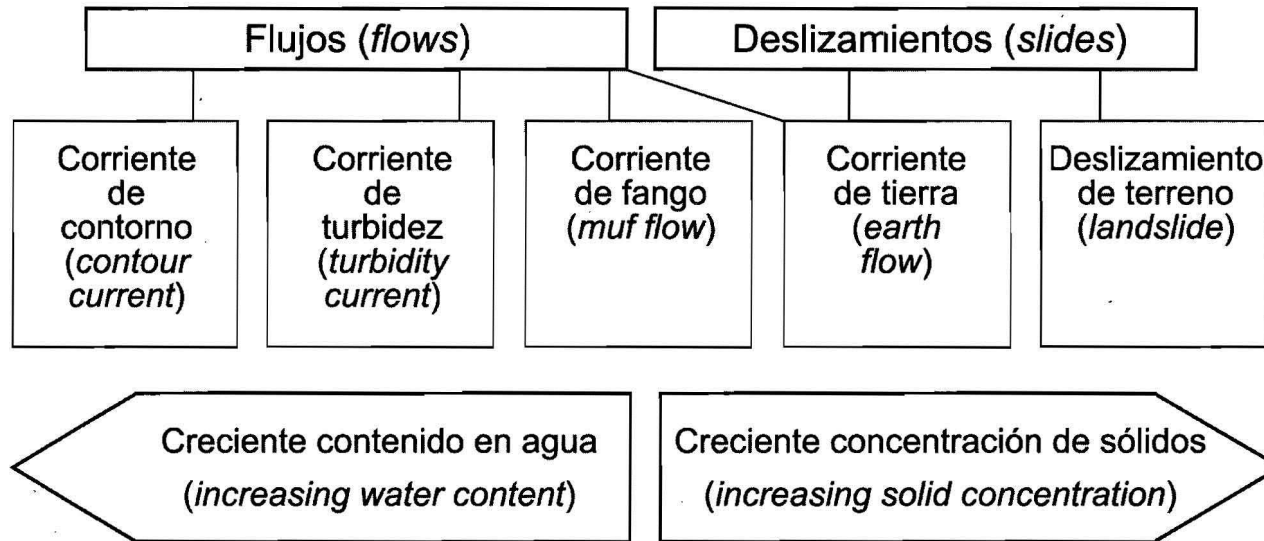 Flujos (flows)
Deslizamientos (slides)
Corriente
de
contorno
(contour
current)
Corriente
de
turbidez
(turbidity
current)
Corriente
de fango
(muf flow)
Corriente
de tierra
(earth
flow)
Deslizamiento
de terreno
(landslide)
Creciente contenido en agua
(increasing water content)
Creciente concentración de sólidos
(increasing solid concentration)